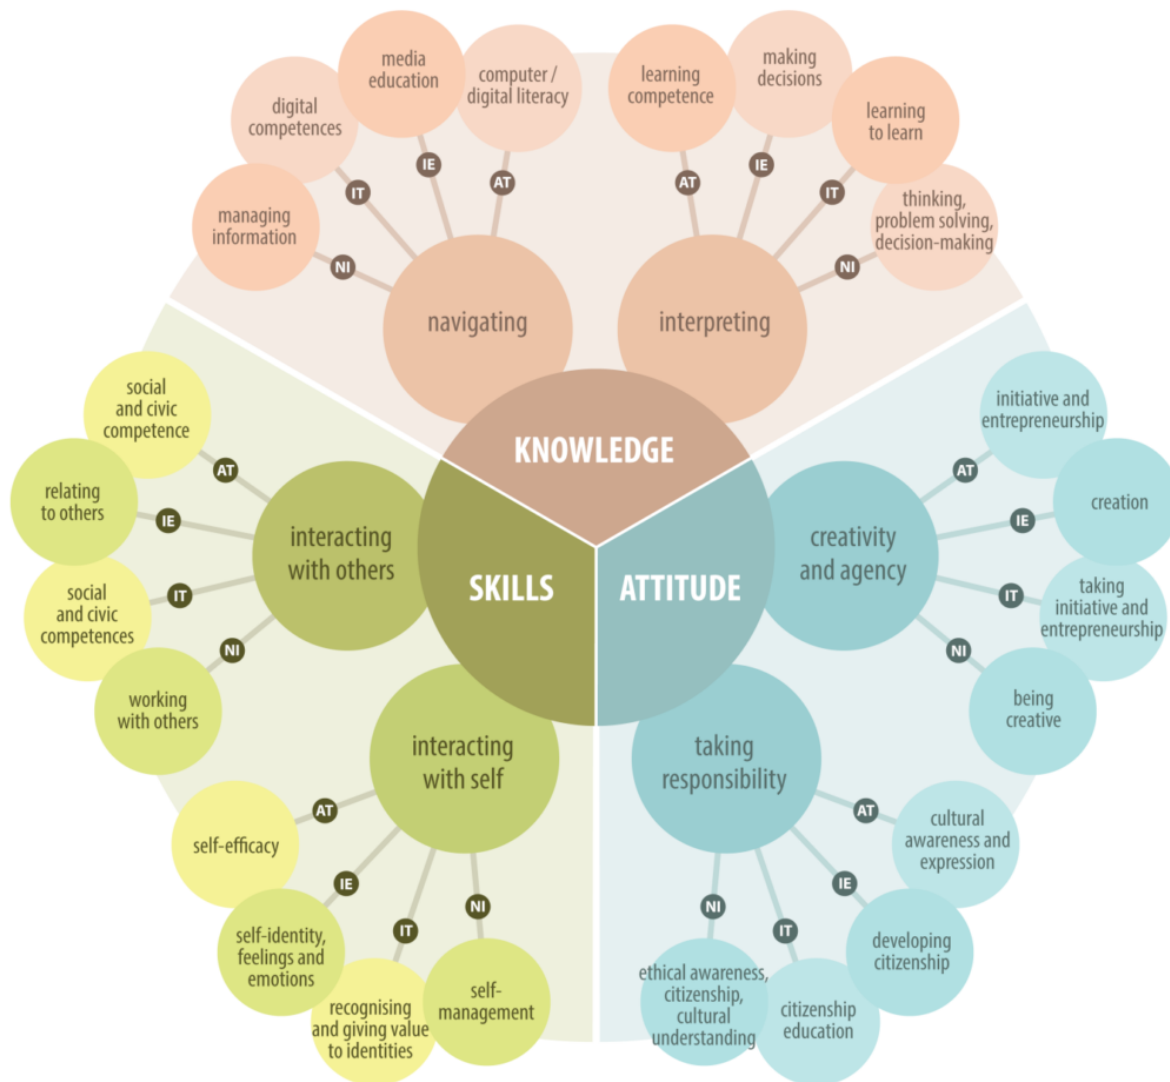 media
education
computer /
digital literacy
digital
competences
managing
information
IE
AT
IT
NI
navigating
learning
competence
making
decisions
learning
to learn
thinking,
problem solving,
decision-making
AT
IE
IT
NI
interpreting
KNOWLEDGE
SKILLS
ATTITUDE
social
and civic
competence
relating
to others
social
and civic
competences
working
with others
AT
IE
IT
NI
interacting
with others
interacting
with self
AT
IE
IT
NI
self-efficacy
self-identity,
feelings and
emotions
recognising
and giving value
to identities
self-
management
creativity
and agency
AT
IE
IT
NI
initiative and
entrepreneurship
creation
taking
initiative and
entrepreneurship
being
creative
taking
responsibility
AT
IE
IT
NI
cultural
awareness and
expression
developing
citizenship
citizenship
education
ethical awareness,
citizenship,
cultural
understanding